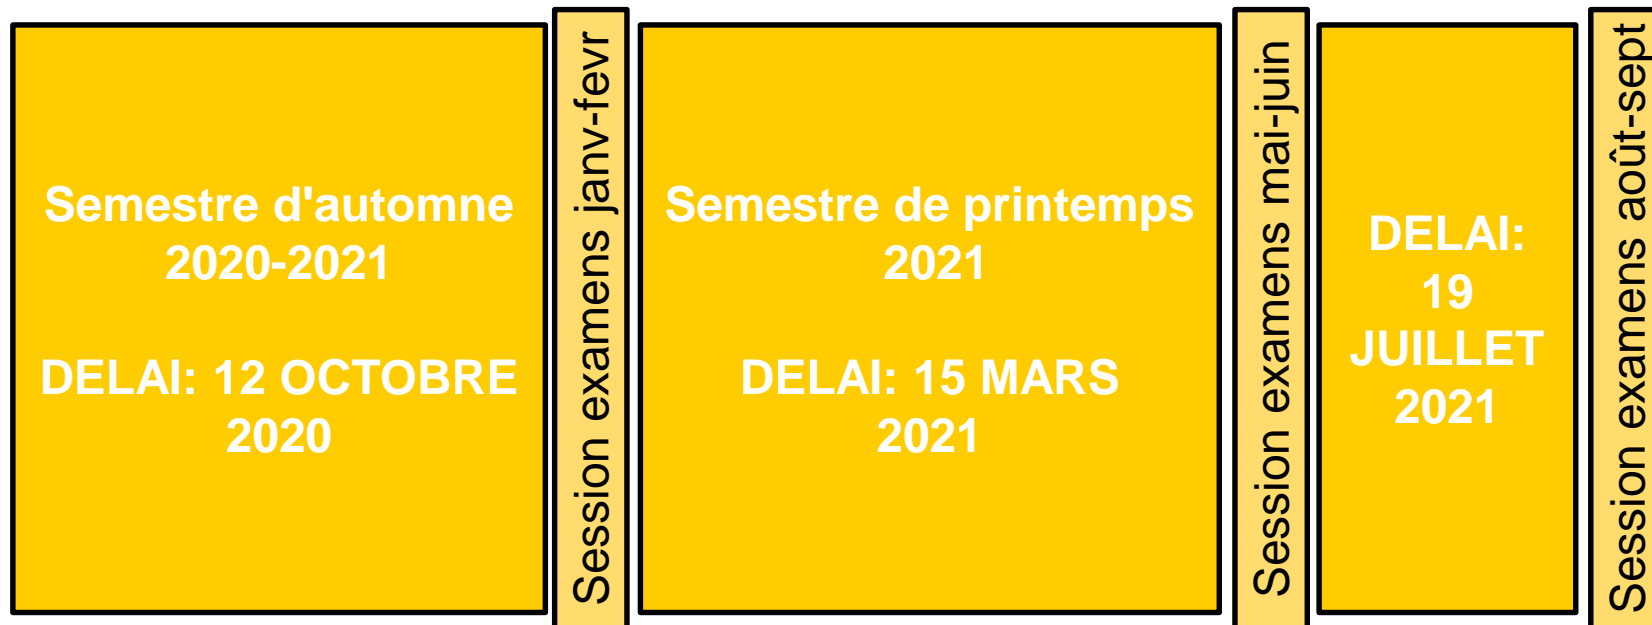 Semestre d'automne
2020-2021
DELAI: 12 OCTOBRE
2020
Session examens janv-fevr
Semestre de printemps
2021
DELAI: 15 MARS
2021
Session examens mai-juin
DELAI:
19
JUILLET
2021
Session examens août-sept